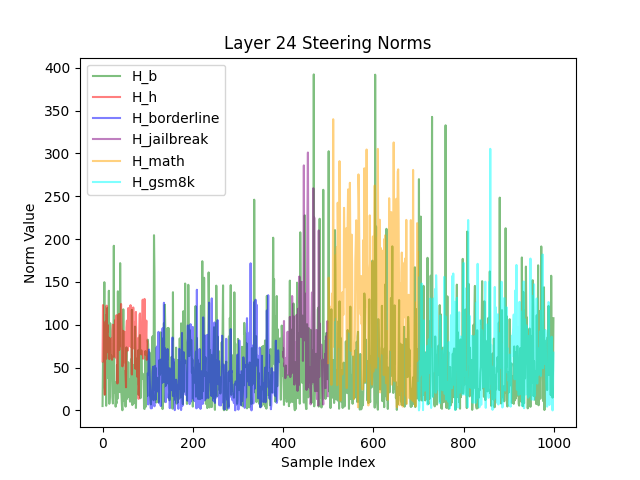 Layer 24 Steering Norms
Norm Value
400
350
300
250
200
150
100
50
0
H_b
H_h
H_borderline
H_jailbreak
H_math
H_gsm8k
0
200
400
600
800
1000
Sample Index